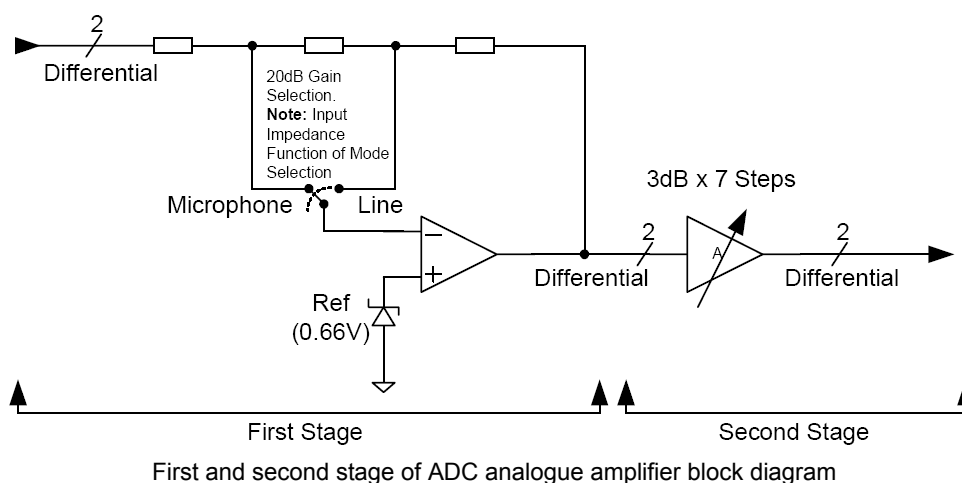 2
Differential
20dB Gain
Selection.
Note: Input
Impedance
Function of Mode
Selection
Microphone
Line
3dB x 7 Steps
2
2
A
Differential
Differential
Ref
(0.66V)
First Stage
Second Stage
First and second stage of ADC analogue amplifier block diagram